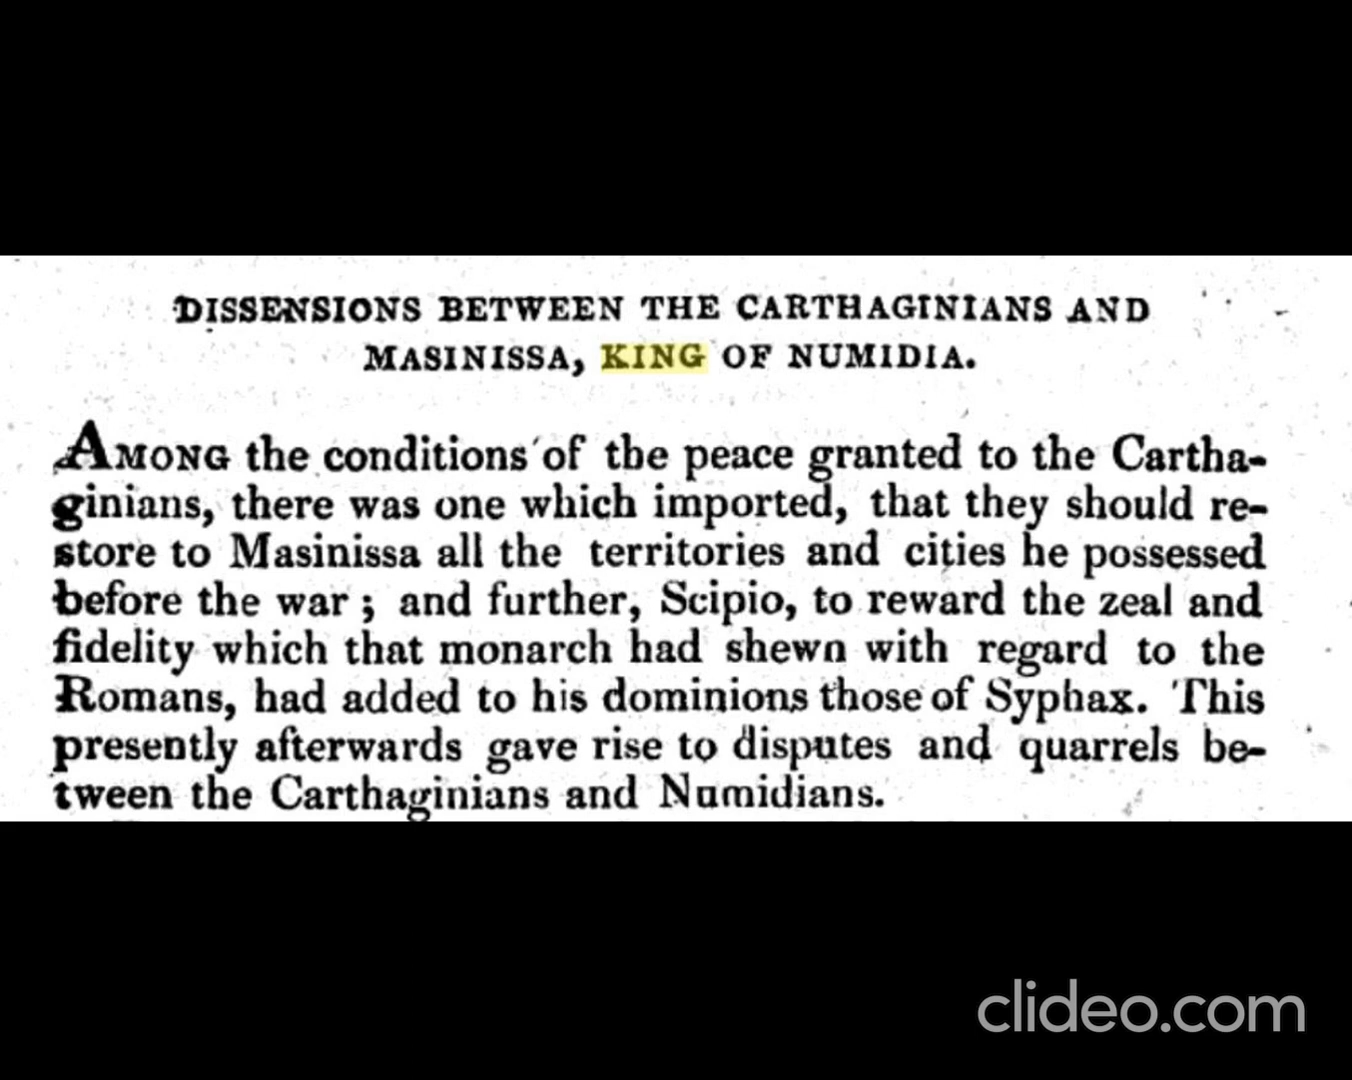 DISSENSIONS BETWEEN THE CARTHAGINIANS AND
MASINISSA, KING OF NUMIDIA.
AMONG the conditions of the peace granted to the Cartha-
ginians, there was one which imported, that they should re-
store to Masinissa all the territories and cities he possessed
before the war; and further, Scipio, to reward the zeal and
fidelity which that monarch had shewn with regard to the
Romans, had added to his dominions those of Syphax. This
presently afterwards gave rise to disputes and quarrels be-
tween the Carthaginians and Numidians.
clideo.com